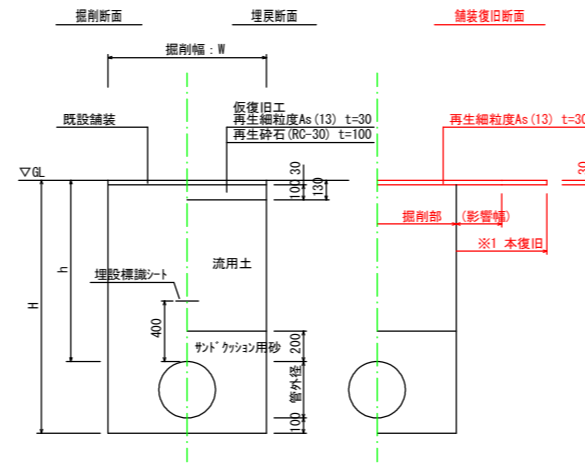 掘削断面
埋戻断面
舗装復旧断面
掘削幅：W
仮復旧工
既設舗装
再生細粒度As(13) t=30
再生砕石(RC-30) t=100
再生細粒度As(13) t=30
▽GL
30
100
130
30
掘削部
(影響幅)
※1 本復旧
流用土
h
H
埋設標識シート
400
サンドクッション用砂
200
管外径
100